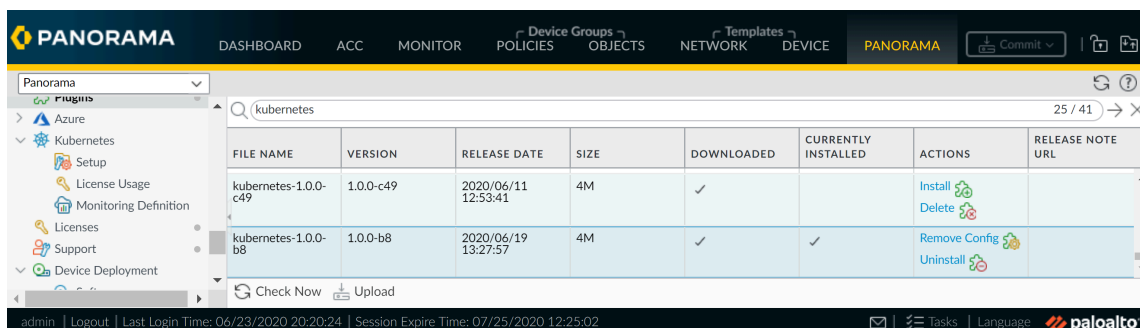 PANORAMA
DASHBOARD ACC MONITOR Device Groups POLICIES OBJECTS Templates NETWORK DEVICE PANORAMA Commit
Panorama
Plugins
Azure
Kubernetes
Setup
License Usage
Monitoring Definition
Licenses
Support
Device Deployment
kubernetes 25 / 41
FILE NAME VERSION RELEASE DATE SIZE DOWNLOADED CURRENTLY INSTALLED ACTIONS RELEASE NOTE URL
kubernetes-1.0.0-c49 1.0.0-c49 2020/06/11 12:53:41 4M Install
Delete
kubernetes-1.0.0-b8 1.0.0-b8 2020/06/19 13:27:57 4M Remove Config
Uninstall
Check Now Upload
admin | Logout | Last Login Time: 06/23/2020 20:20:24 | Session Expire Time: 07/25/2020 12:25:02 | Tasks | Language paloalto